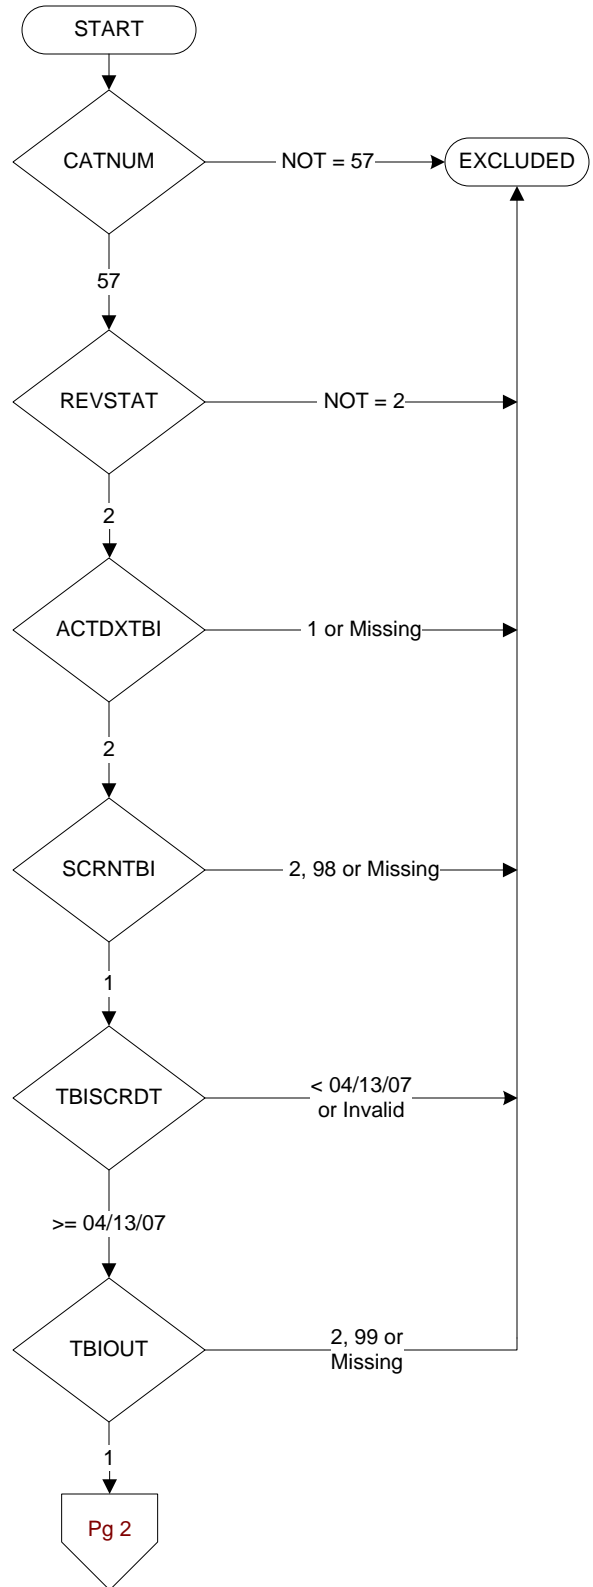 START
CATNUM
NOT = 57
EXCLUDED
57
REVSTAT
NOT = 2
2
ACTDXTBI
1 or Missing
2
SCRNTBI
2, 98 or Missing
1
TBISCRDT
< 04/13/07
or Invalid
>= 04/13/07
TBIOUT
2, 99 or
Missing
1
Pg 2